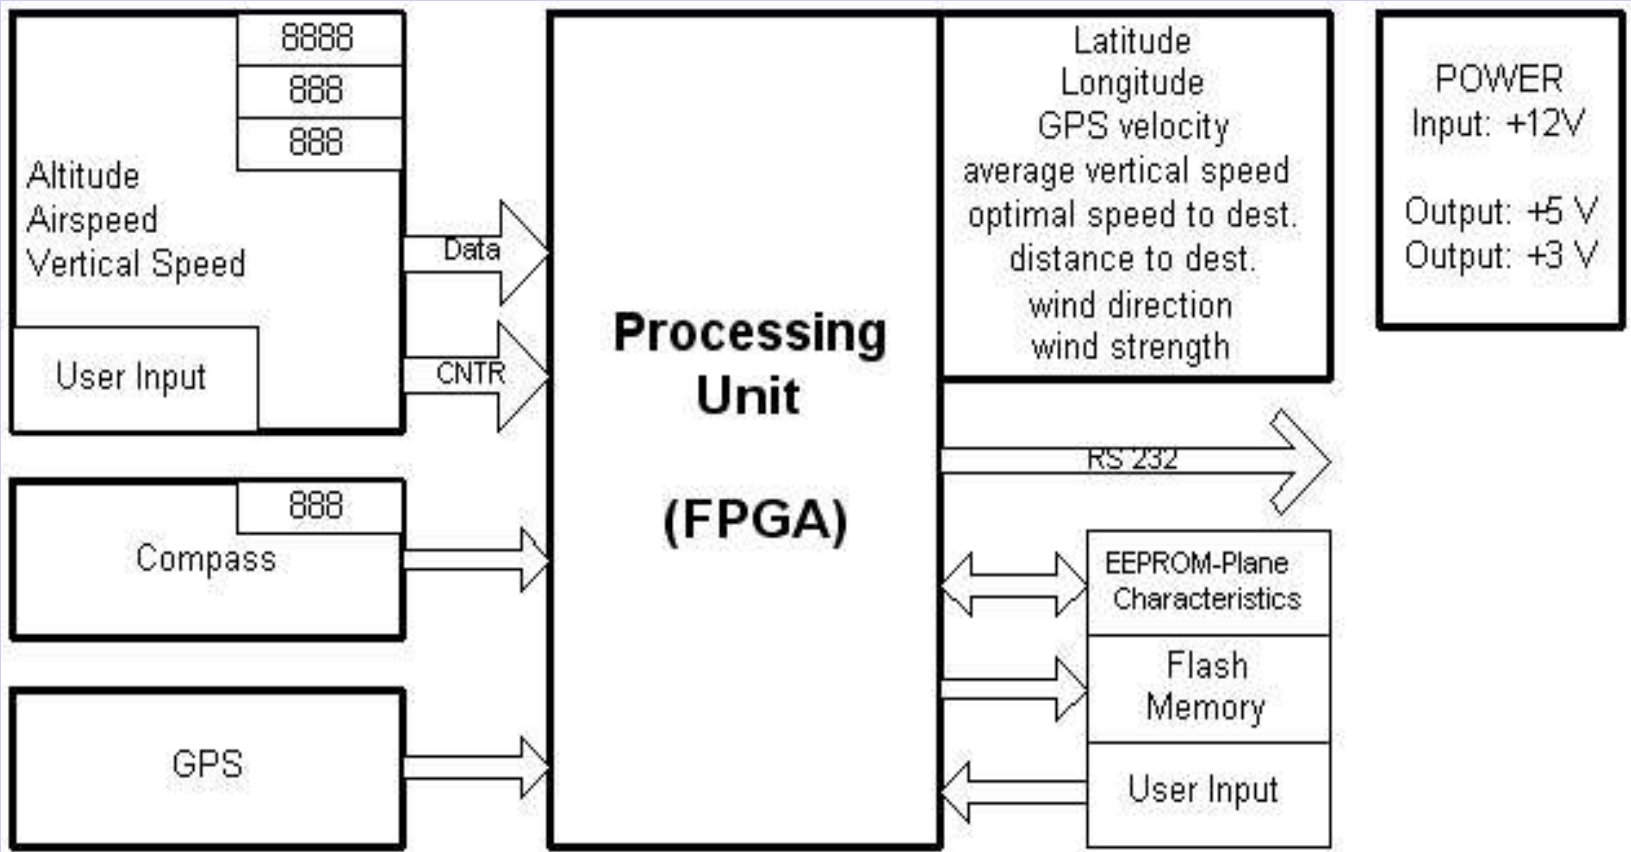 8888
888
888
Altitude
Airspeed
Vertical Speed
User Input
Data
CNTR
888
Compass
GPS
Processing
Unit
(FPGA)
Latitude
Longitude
GPS velocity
average vertical speed
optimal speed to dest.
distance to dest.
wind direction
wind strength
RS 232
EEPROM-Plane
Characteristics
Flash
Memory
User Input
POWER
Input: +12V
Output: +5 V
Output: +3 V